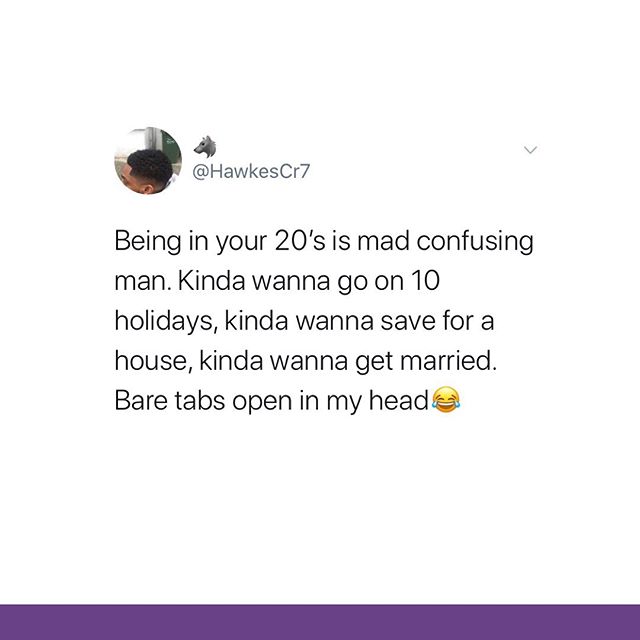 @HawkesCr7
Being in your 20’s is mad confusing
man. Kinda wanna go on 10
holidays, kinda wanna save for a
house, kinda wanna get married.
Bare tabs open in my head😂